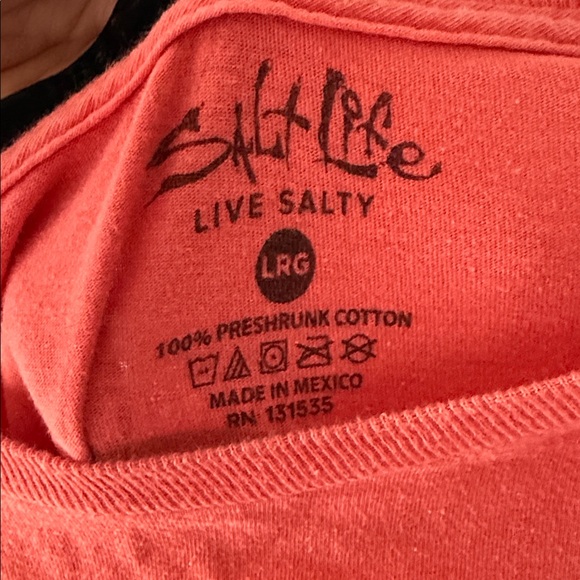 Salt Life
LIVE SALTY
LRG
100% PRESHRUNK COTTON
MADE IN MEXICO
RN 131535